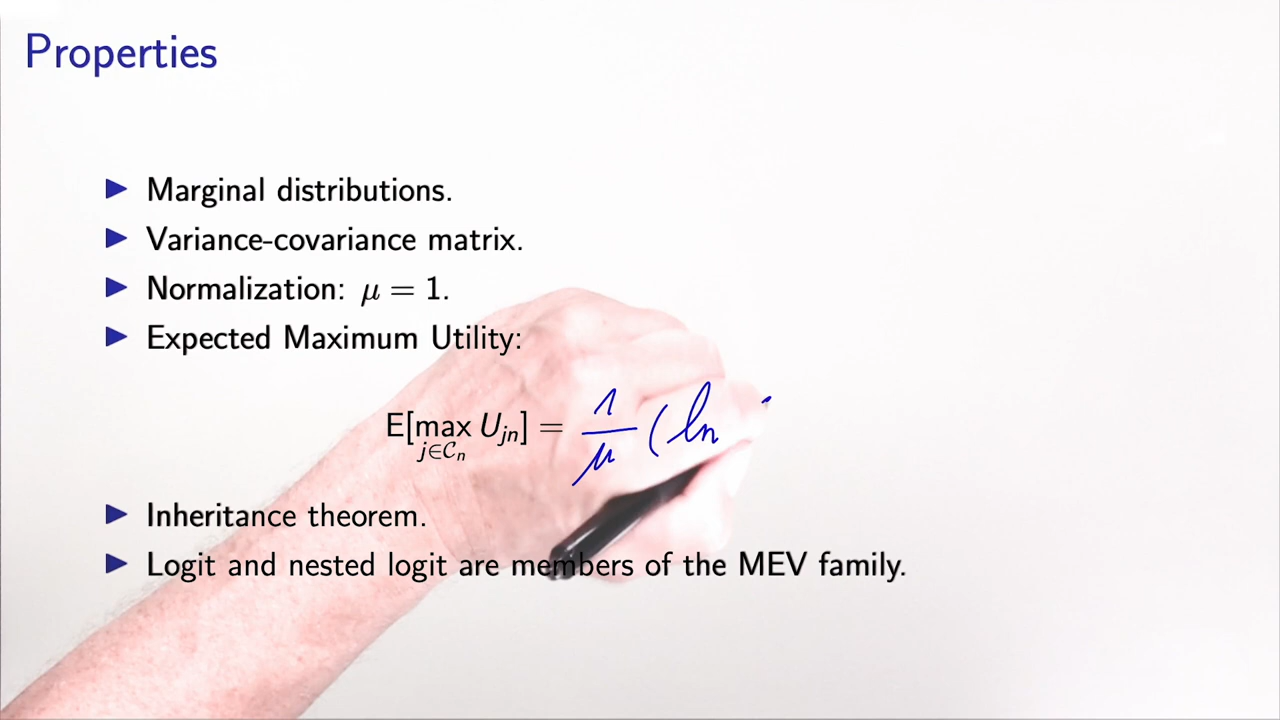 Properties
Marginal distributions.
Variance-covariance matrix.
Normalization: μ = 1.
Expected Maximum Utility:
E[max_{j∈C_n} U_{jn}] = 1/μ ( ln
Inheritance theorem.
Logit and nested logit are members of the MEV family.